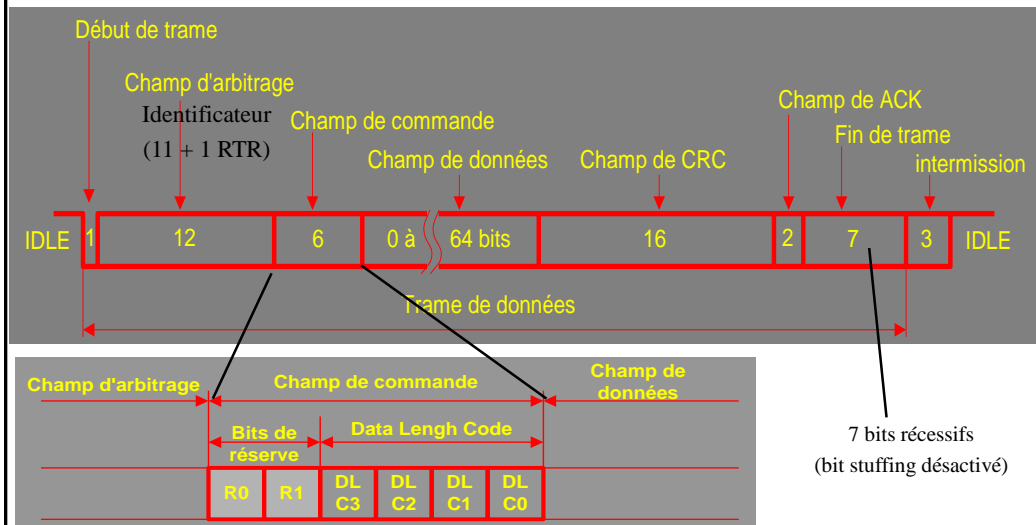 Début de trame
Champ d'arbitrage
Identificateur
(11 + 1 RTR)
Champ de commande
Champ de données
Champ de CRC
Champ de ACK
Fin de trame
intermission
IDLE 1 12 6 0 à 64 bits 16 2 7 3 IDLE
Trame de données
Champ d'arbitrage
Champ de commande
Champ de
données
Bits de
réserve
Data Lengh Code
7 bits récessifs
(bit stuffing désactivé)
R0 R1 DL DL DL DL
C3 C2 C1 C0